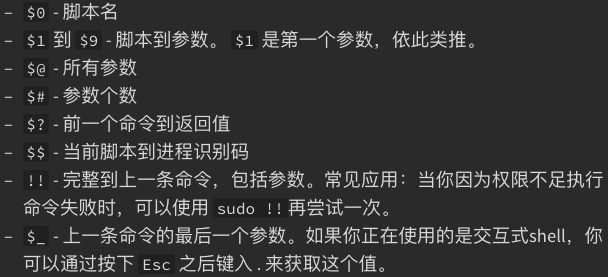 – $0 - 脚本名
– $1 到 $9 - 脚本到参数。 $1 是第一个参数，依此类推。
– $@ - 所有参数
– $# - 参数个数
– $? - 前一个命令到返回值
– $$ - 当前脚本到进程识别码
– !! - 完整到上一条命令，包括参数。常见应用：当你因为权限不足执行
命令失败时，可以使用 sudo !!再尝试一次。
– $_ - 上一条命令的最后一个参数。如果你正在使用的是交互式shell，你
可以通过按下 Esc 之后键入 . 来获取这个值。